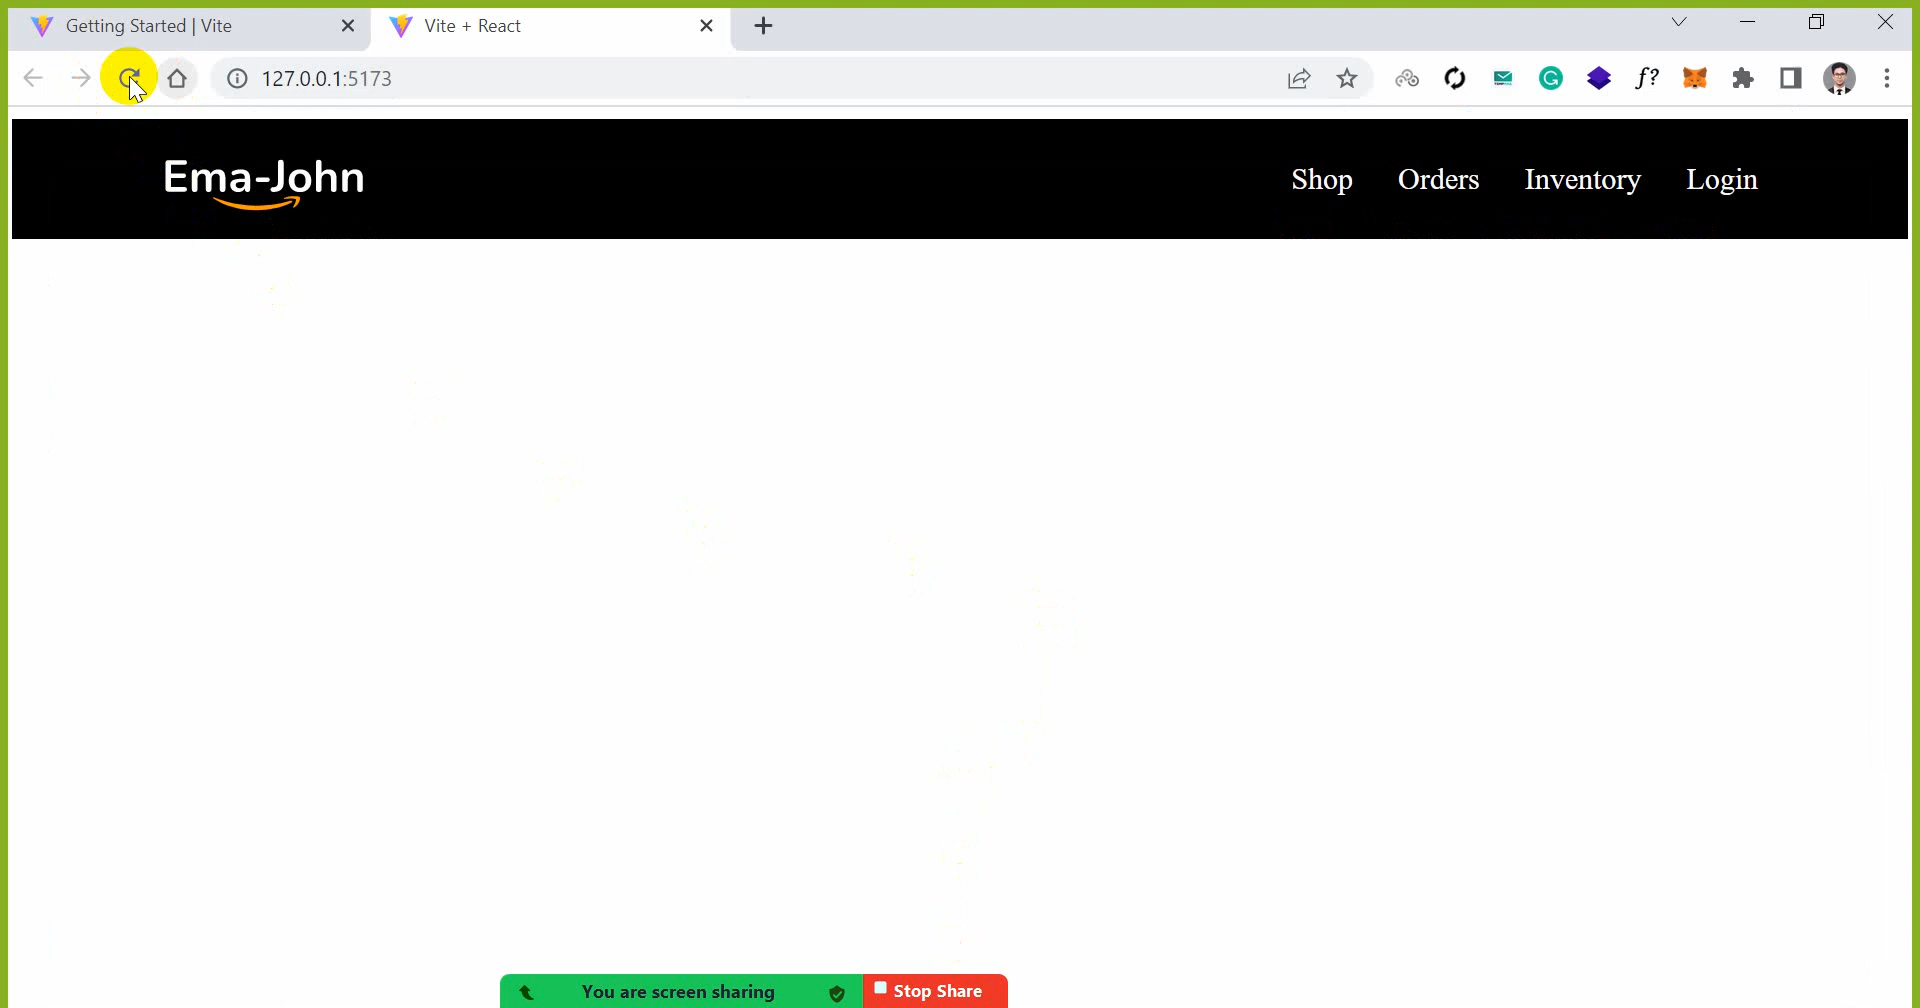 Getting Started | Vite
Vite + React
127.0.0.1:5173
f?
Ema-John
Shop Orders Inventory Login
You are screen sharing
Stop Share